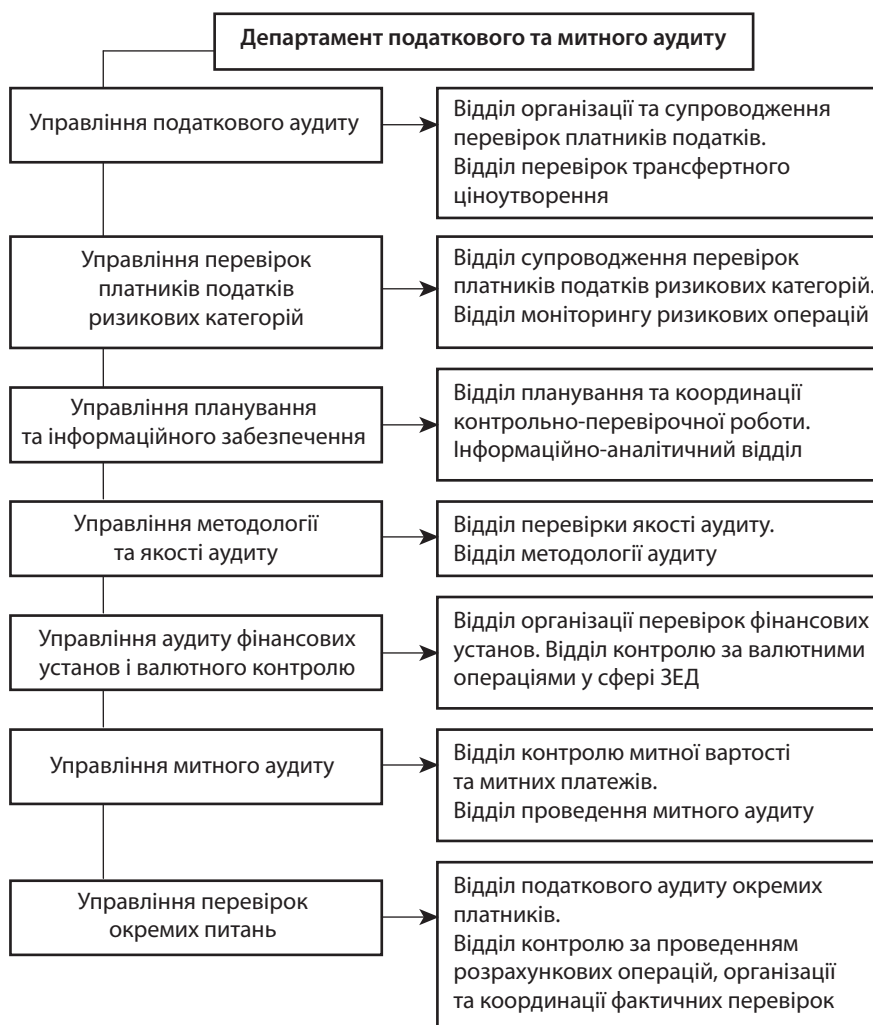 Департамент податкового та митного аудиту
Управління податкового аудиту
Відділ організації та супроводження
перевірок платників податків.
Відділ перевірок трансфертного
ціноутворення
Управління перевірок
платників податків
ризикових категорій
Відділ супроводження перевірок
платників податків ризикових категорій.
Відділ моніторингу ризикових операцій
Управління планування
та інформаційного забезпечення
Відділ планування та координації
контрольно-перевірочної роботи.
Інформаційно-аналітичний відділ
Управління методології
та якості аудиту
Відділ перевірки якості аудиту.
Відділ методології аудиту
Управління аудиту фінансових
установ і валютного контролю
Відділ організації перевірок фінансових
установ. Відділ контролю за валютними
операціями у сфері ЗЕД
Управління митного аудиту
Відділ контролю митної вартості
та митних платежів.
Відділ проведення митного аудиту
Управління перевірок
окремих питань
Відділ податкового аудиту окремих
платників.
Відділ контролю за проведенням
розрахункових операцій, організації
та координації фактичних перевірок